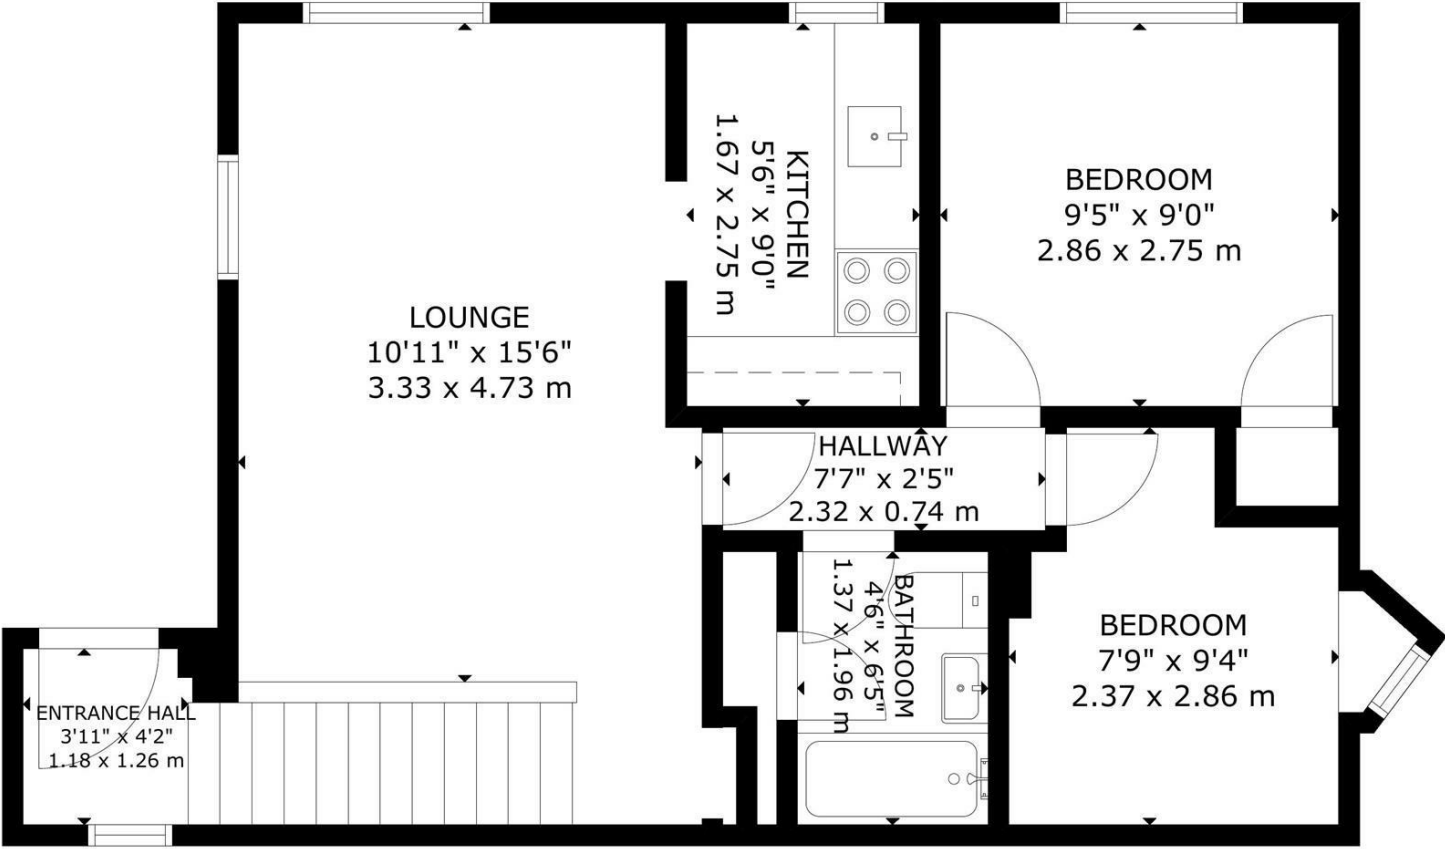 LOUNGE
10'11" x 15'6"
3.33 x 4.73 m
KITCHEN
5'6" x 9'0"
1.67 x 2.75 m
BEDROOM
9'5" x 9'0"
2.86 x 2.75 m
HALLWAY
7'7" x 2'5"
2.32 x 0.74 m
BATHROOM
4'6" x 6'5"
1.37 x 1.96 m
BEDROOM
7'9" x 9'4"
2.37 x 2.86 m
ENTRANCE HALL
3'11" x 4'2"
1.18 x 1.26 m